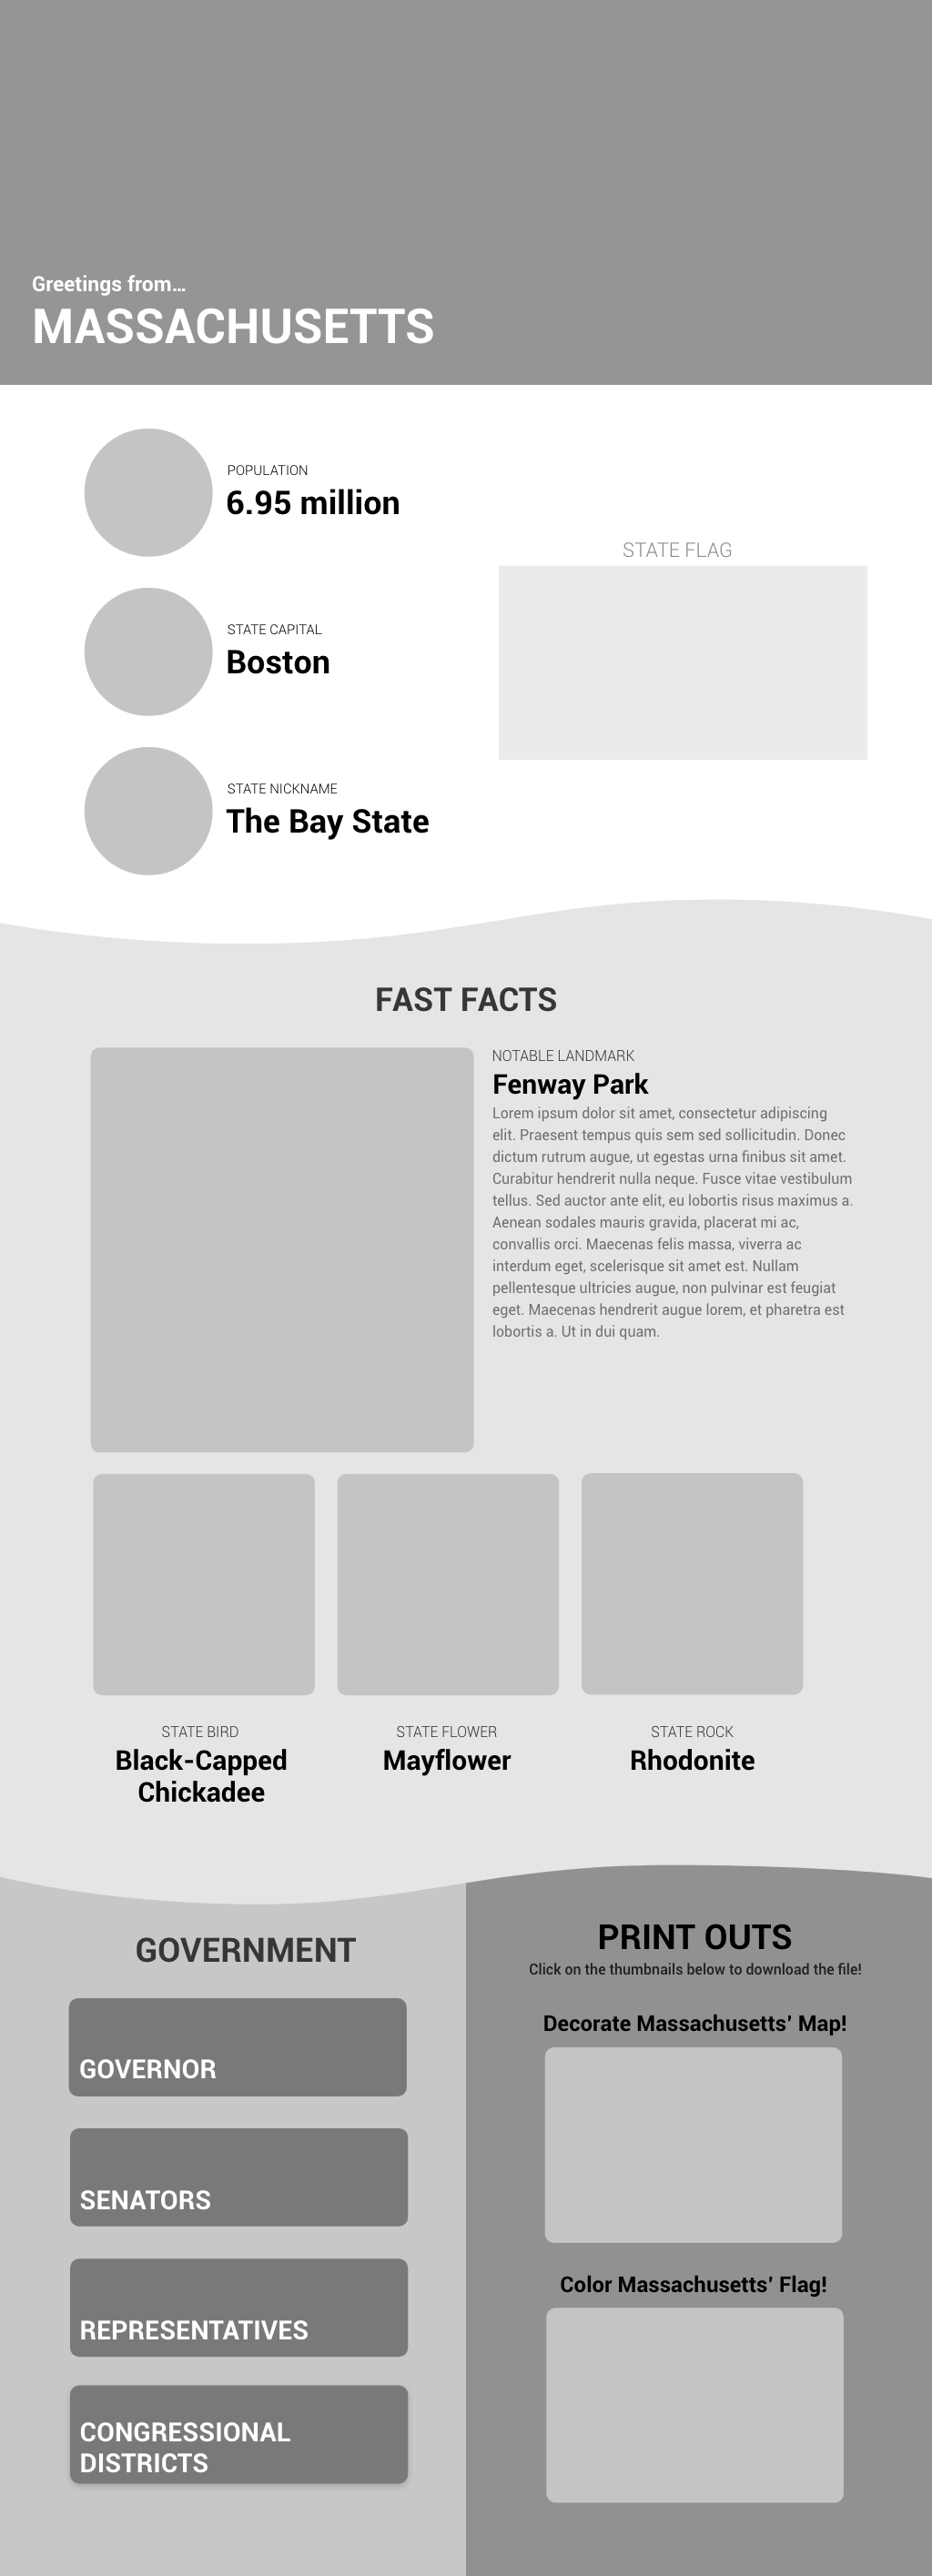 Greetings from...
MASSACHUSETTS
POPULATION
6.95 million
STATE CAPITAL
Boston
STATE NICKNAME
The Bay State
STATE FLAG
FAST FACTS
NOTABLE LANDMARK
Fenway Park
Lorem ipsum dolor sit amet, consectetur adipiscing
elit. Praesent tempus quis sem sed sollicitudin. Donec
dictum rutrum augue, ut egestas urna finibus sit amet.
Curabitur hendrerit nulla neque. Fusce vitae vestibulum
tellus. Sed auctor ante elit, eu lobortis risus maximus a.
Aenean sodales mauris gravida, placerat mi ac,
convallis orci. Maecenas felis massa, viverra ac
interdum eget, scelerisque sit amet est. Nullam
pellentesque ultricies augue, non pulvinar est feugiat
eget. Maecenas hendrerit augue lorem, et pharetra est
lobortis a. Ut in dui quam.
STATE BIRD
Black-Capped
Chickadee
STATE FLOWER
Mayflower
STATE ROCK
Rhodonite
GOVERNMENT
GOVERNOR
SENATORS
REPRESENTATIVES
CONGRESSIONAL
DISTRICTS
PRINT OUTS
Click on the thumbnails below to download the file!
Decorate Massachusetts' Map!
Color Massachusetts' Flag!